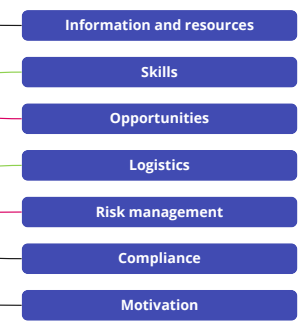 Information and resources
Skills
Opportunities
Logistics
Risk management
Compliance
Motivation